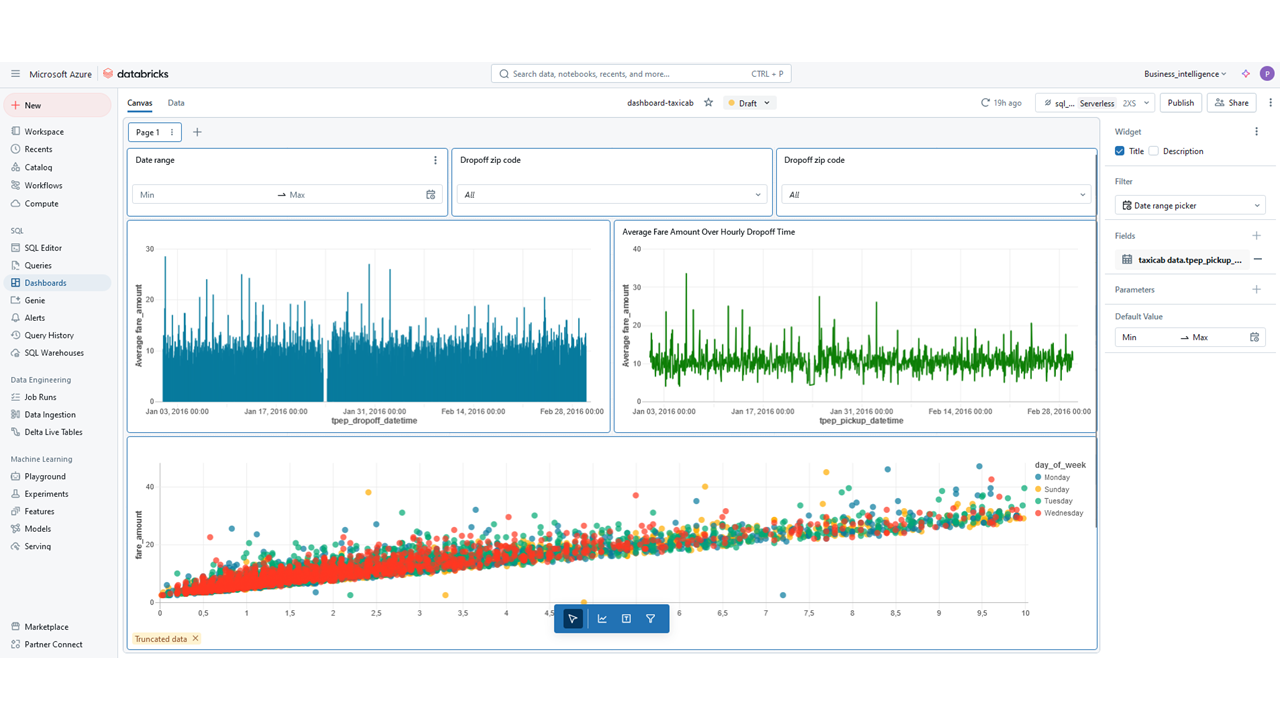 Microsoft Azure databricks Search data, notebooks, recents, and more... CTRL + P Business_intelligence P
New
Workspace
Recents
Catalog
Workflows
Compute
SQL
SQL Editor
Queries
Dashboards
Genie
Alerts
Query History
SQL Warehouses
Data Engineering
Job Runs
Data Ingestion
Delta Live Tables
Machine Learning
Playground
Experiments
Features
Models
Serving
Marketplace
Partner Connect
Canvas Data dashboard-taxicab Draft 19h ago sql_... Serverless 2XS Publish Share
Page 1
Date range
Min Max
Dropoff zip code
All
Dropoff zip code
All
30
20
10
0
Average fare_amount
Jan 03, 2016 00:00 Jan 17, 2016 00:00 Jan 31, 2016 00:00 Feb 14, 2016 00:00 Feb 28, 2016 00:00
tpep_dropoff_datetime
Average Fare Amount Over Hourly Dropoff Time
40
30
20
10
0
Average fare_amount
Jan 03, 2016 00:00 Jan 17, 2016 00:00 Jan 31, 2016 00:00 Feb 14, 2016 00:00 Feb 28, 2016 00:00
tpep_pickup_datetime
40
20
0
fare_amount
0 0,5 1 1,5 2 2,5 3 3,5 4 4,5 6 6,5 7 7,5 8 8,5 9 9,5 10
day_of_week
Monday
Sunday
Tuesday
Wednesday
Truncated data
Widget
Title Description
Filter
Date range picker
Fields
taxicab data.tpep_pickup_...
Parameters
Default Value
Min Max